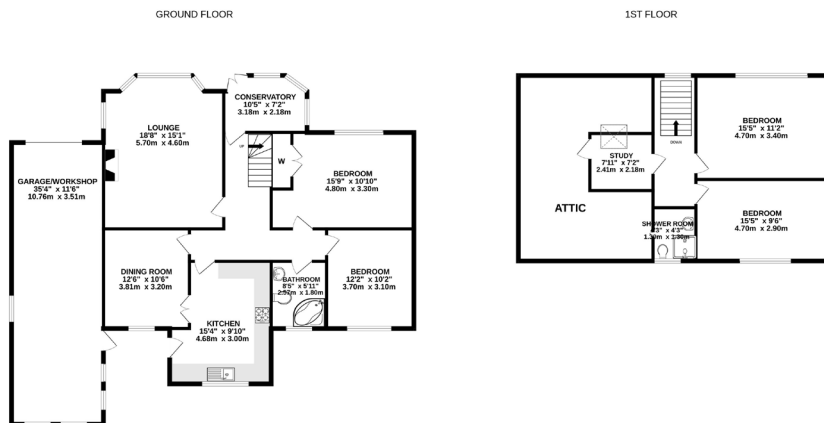 GROUND FLOOR
1ST FLOOR
CONSERVATORY
10'5" x 7'2"
3.18m x 2.18m
LOUNGE
18'8" x 15'1"
5.70m x 4.60m
UP
W
GARAGE/WORKSHOP
35'4" x 11'6"
10.76m x 3.51m
BEDROOM
15'9" x 10'10"
4.80m x 3.30m
DINING ROOM
12'6" x 10'6"
3.81m x 3.20m
BATHROOM
8'5" x 5'11"
2.57m x 1.80m
BEDROOM
12'2" x 10'2"
3.70m x 3.10m
KITCHEN
15'4" x 9'10"
4.68m x 3.00m
BEDROOM
15'5" x 11'2"
4.70m x 3.40m
DOWN
STUDY
7'11" x 7'2"
2.41m x 2.18m
ATTIC
SHOWER ROOM
BEDROOM
15'5" x 9'6"
4.70m x 2.90m